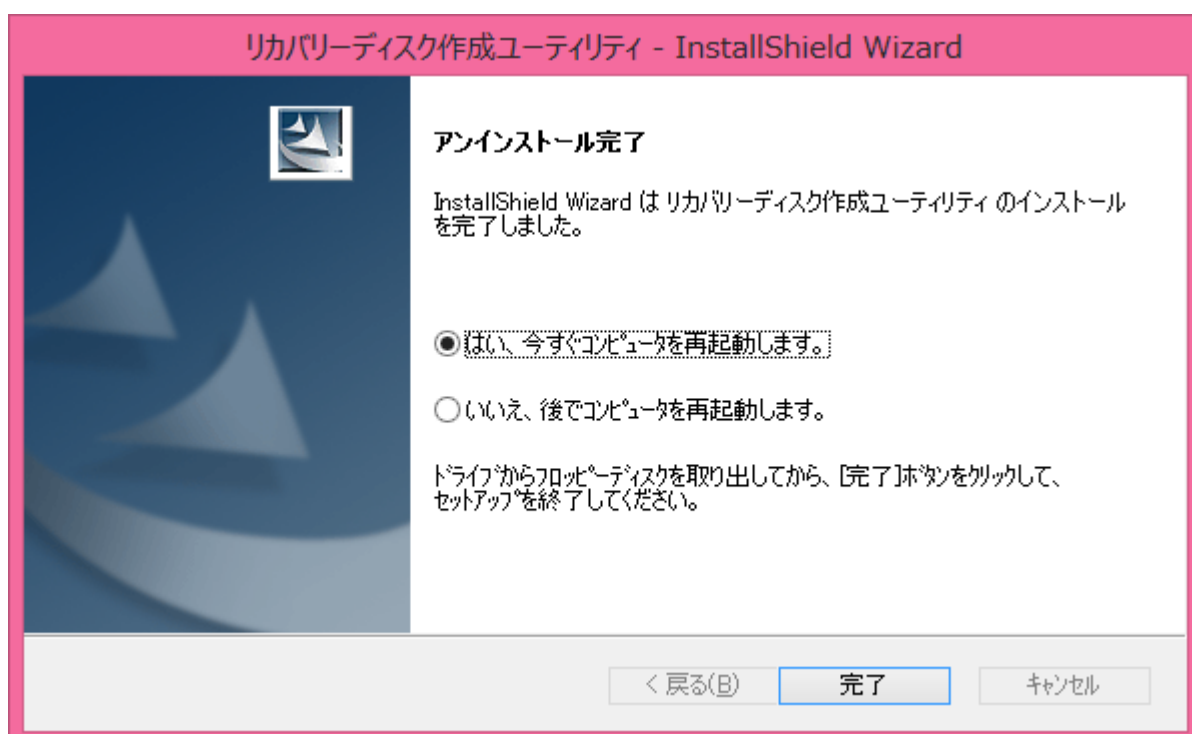 リカバリーディスク作成ユーティリティ - InstallShield Wizard
アンインストール完了
InstallShield Wizard は リカバリーディスク作成ユーティリティ のインストール
を完了しました。
はい、今すぐコンピュータを再起動します。
いいえ、後でコンピュータを再起動します。
ドライブからフロッピーディスクを取り出してから、[完了]ボタンをクリックして、
セットアップを終了してください。
< 戻る(B)
完了
キャンセル